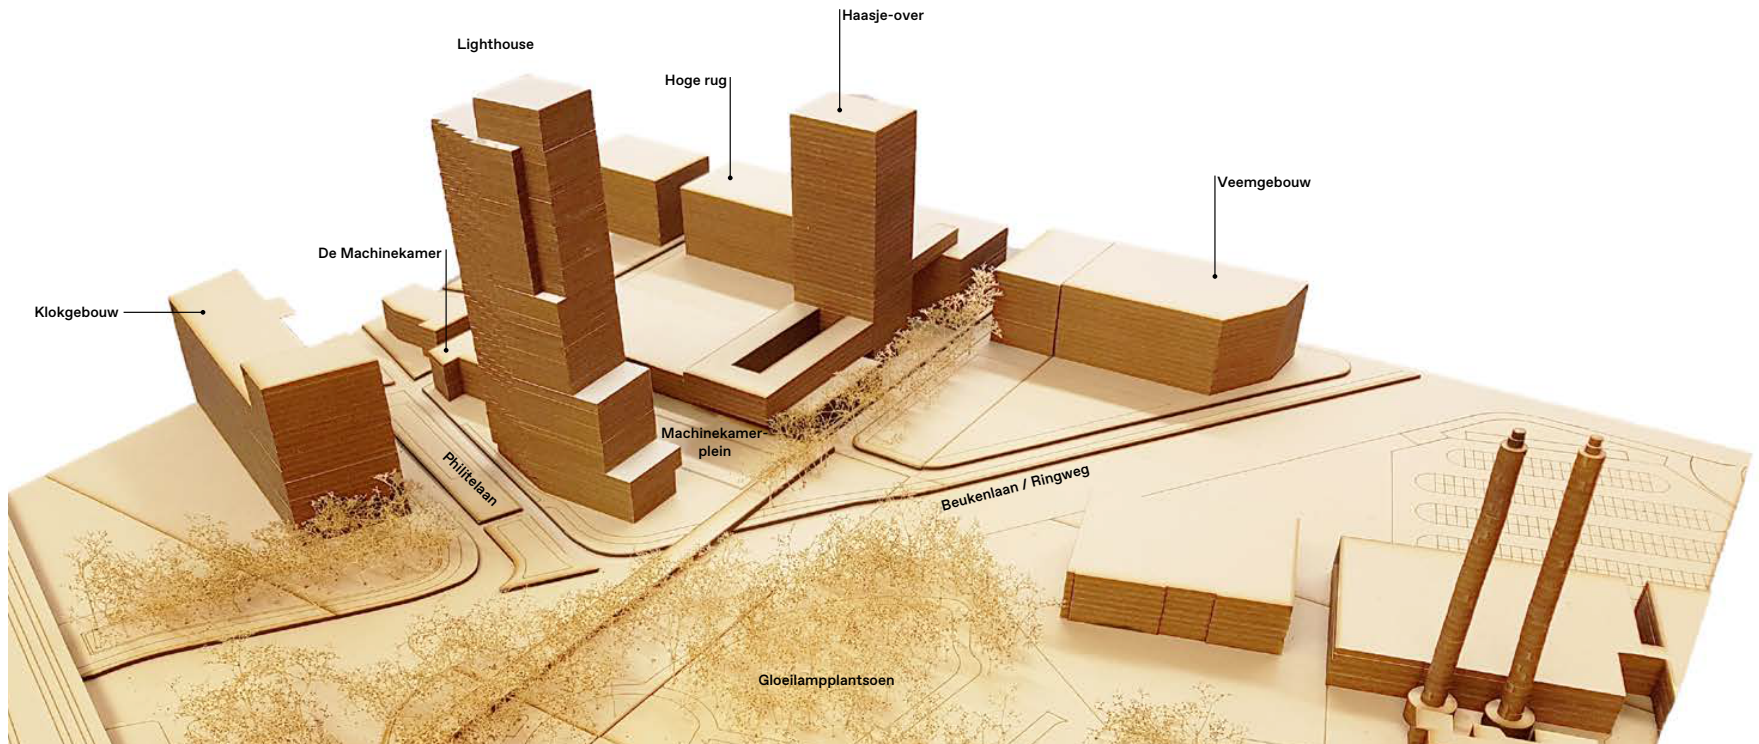 Haasje-over
Lighthouse
Hoge rug
Veemgebouw
De Machinekamer
Klokgebouw
Machinekamer-
plein
Philitelaan
Beukenlaan / Ringweg
Gloeilampplantsoen